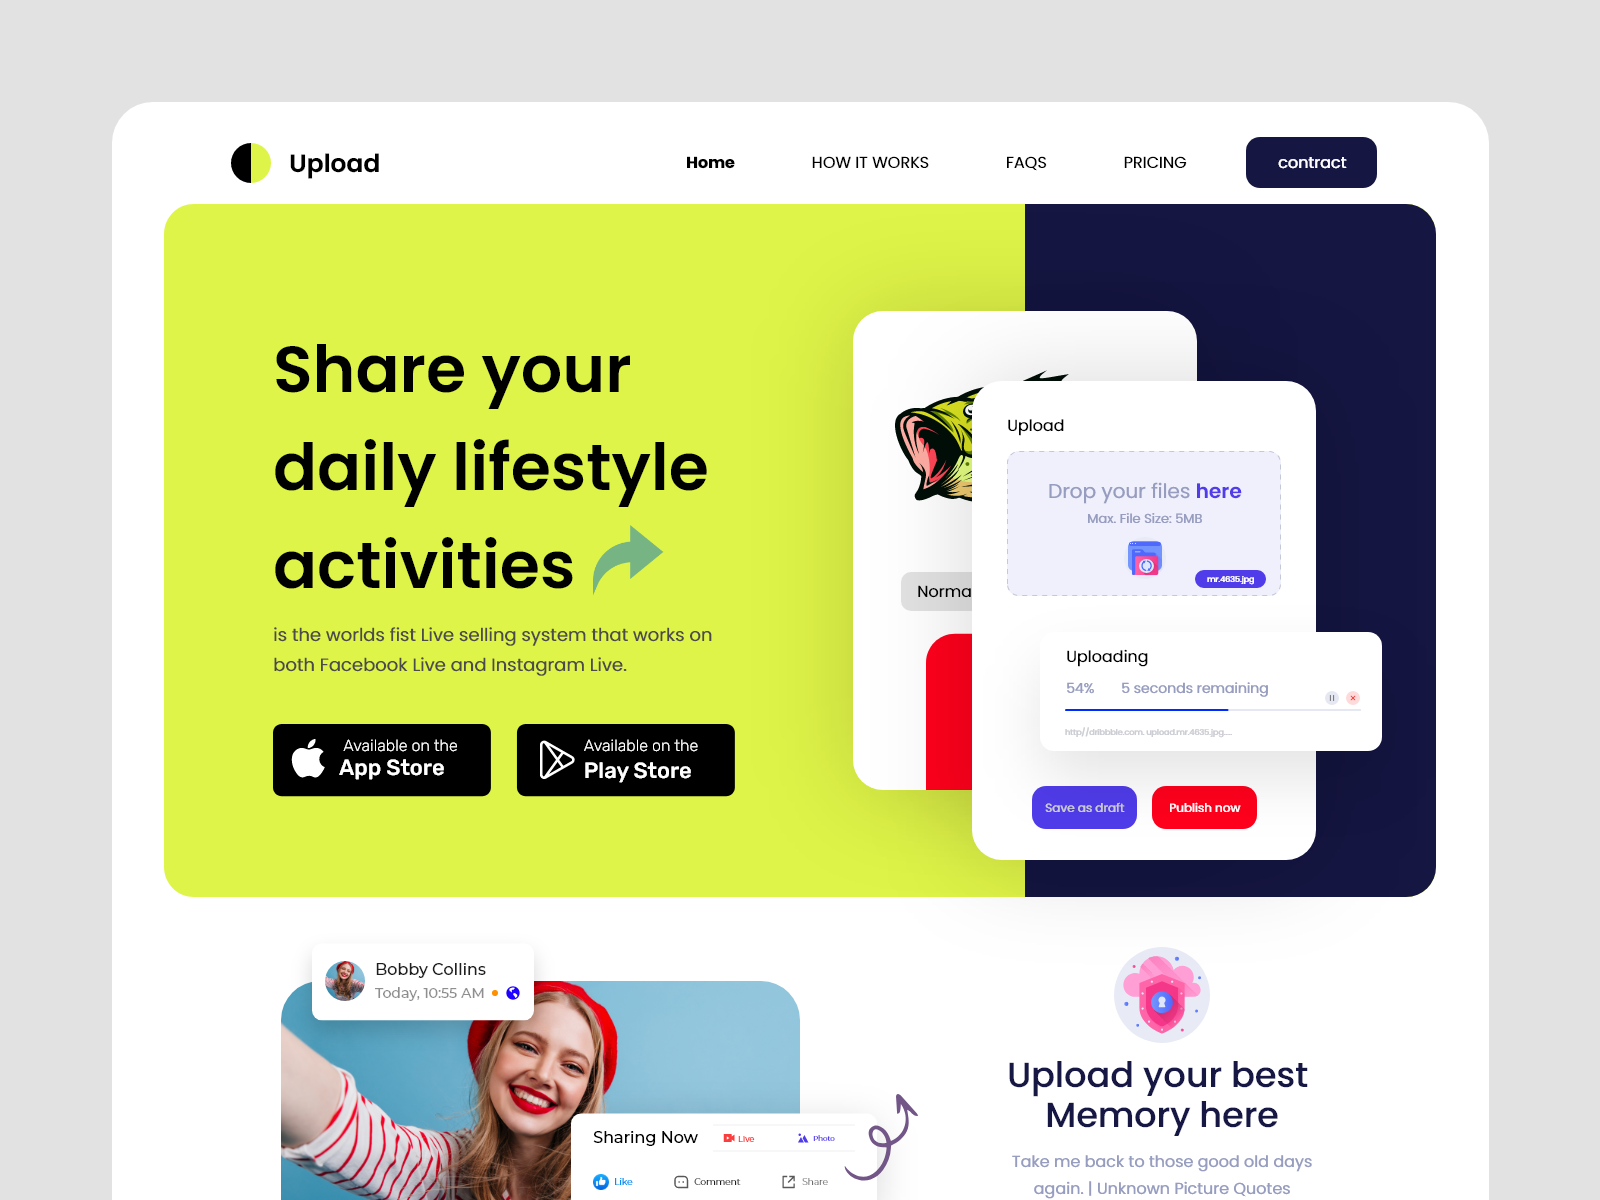 Upload
Home
HOW IT WORKS
FAQS
PRICING
contract
Share your
daily lifestyle
activities
is the worlds fist Live selling system that works on
both Facebook Live and Instagram Live.
Available on the
App Store
Available on the
Play Store
Norma
Upload
Drop your files here
Max. File Size: 5MB
mr.4635.jpg
Uploading
54% 5 seconds remaining
http//dribbble.com. upload.mr.4635.jpg....
Save as draft
Publish now
Bobby Collins
Today, 10:55 AM
Sharing Now
Live
Photo
Like
Comment
Share
Upload your best
Memory here
Take me back to those good old days
again. | Unknown Picture Quotes